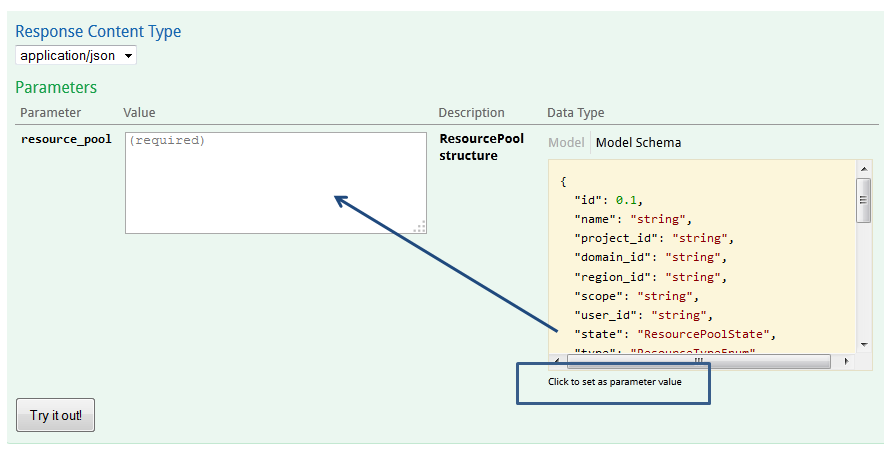 Response Content Type
application/json
Parameters
Parameter Value Description Data Type
resource_pool (required) ResourcePool structure
Model Model Schema
{
"id": 0.1,
"name": "string",
"project_id": "string",
"domain_id": "string",
"region_id": "string",
"scope": "string",
"user_id": "string",
"state": "ResourcePoolState",
"type": "ResourceTypeEnum"
Click to set as parameter value
Try it out!